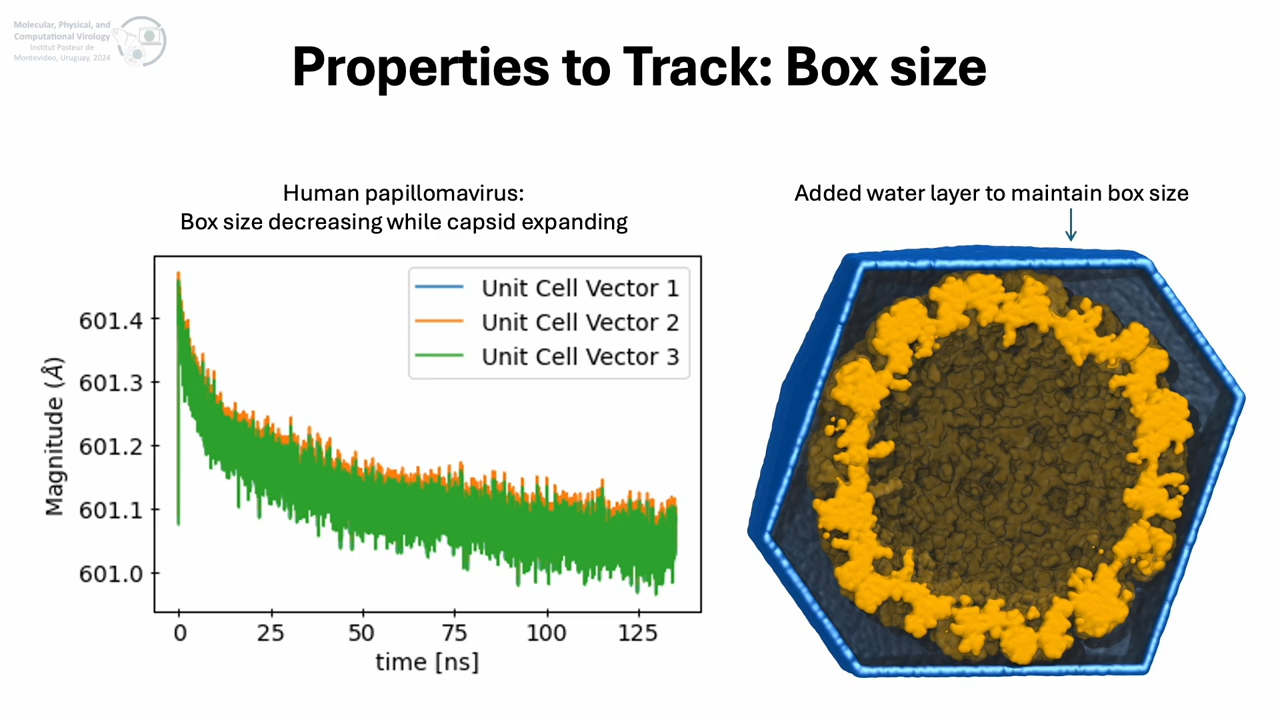 Molecular, Physical, and
Computational Virology
Institut Pasteur de
Montevideo, Uruguay, 2024
Properties to Track: Box size
Human papillomavirus:
Box size decreasing while capsid expanding
Added water layer to maintain box size
Unit Cell Vector 1
Unit Cell Vector 2
Unit Cell Vector 3
Magnitude (Å)
601.4
601.3
601.2
601.1
601.0
0 25 50 75 100 125
time [ns]